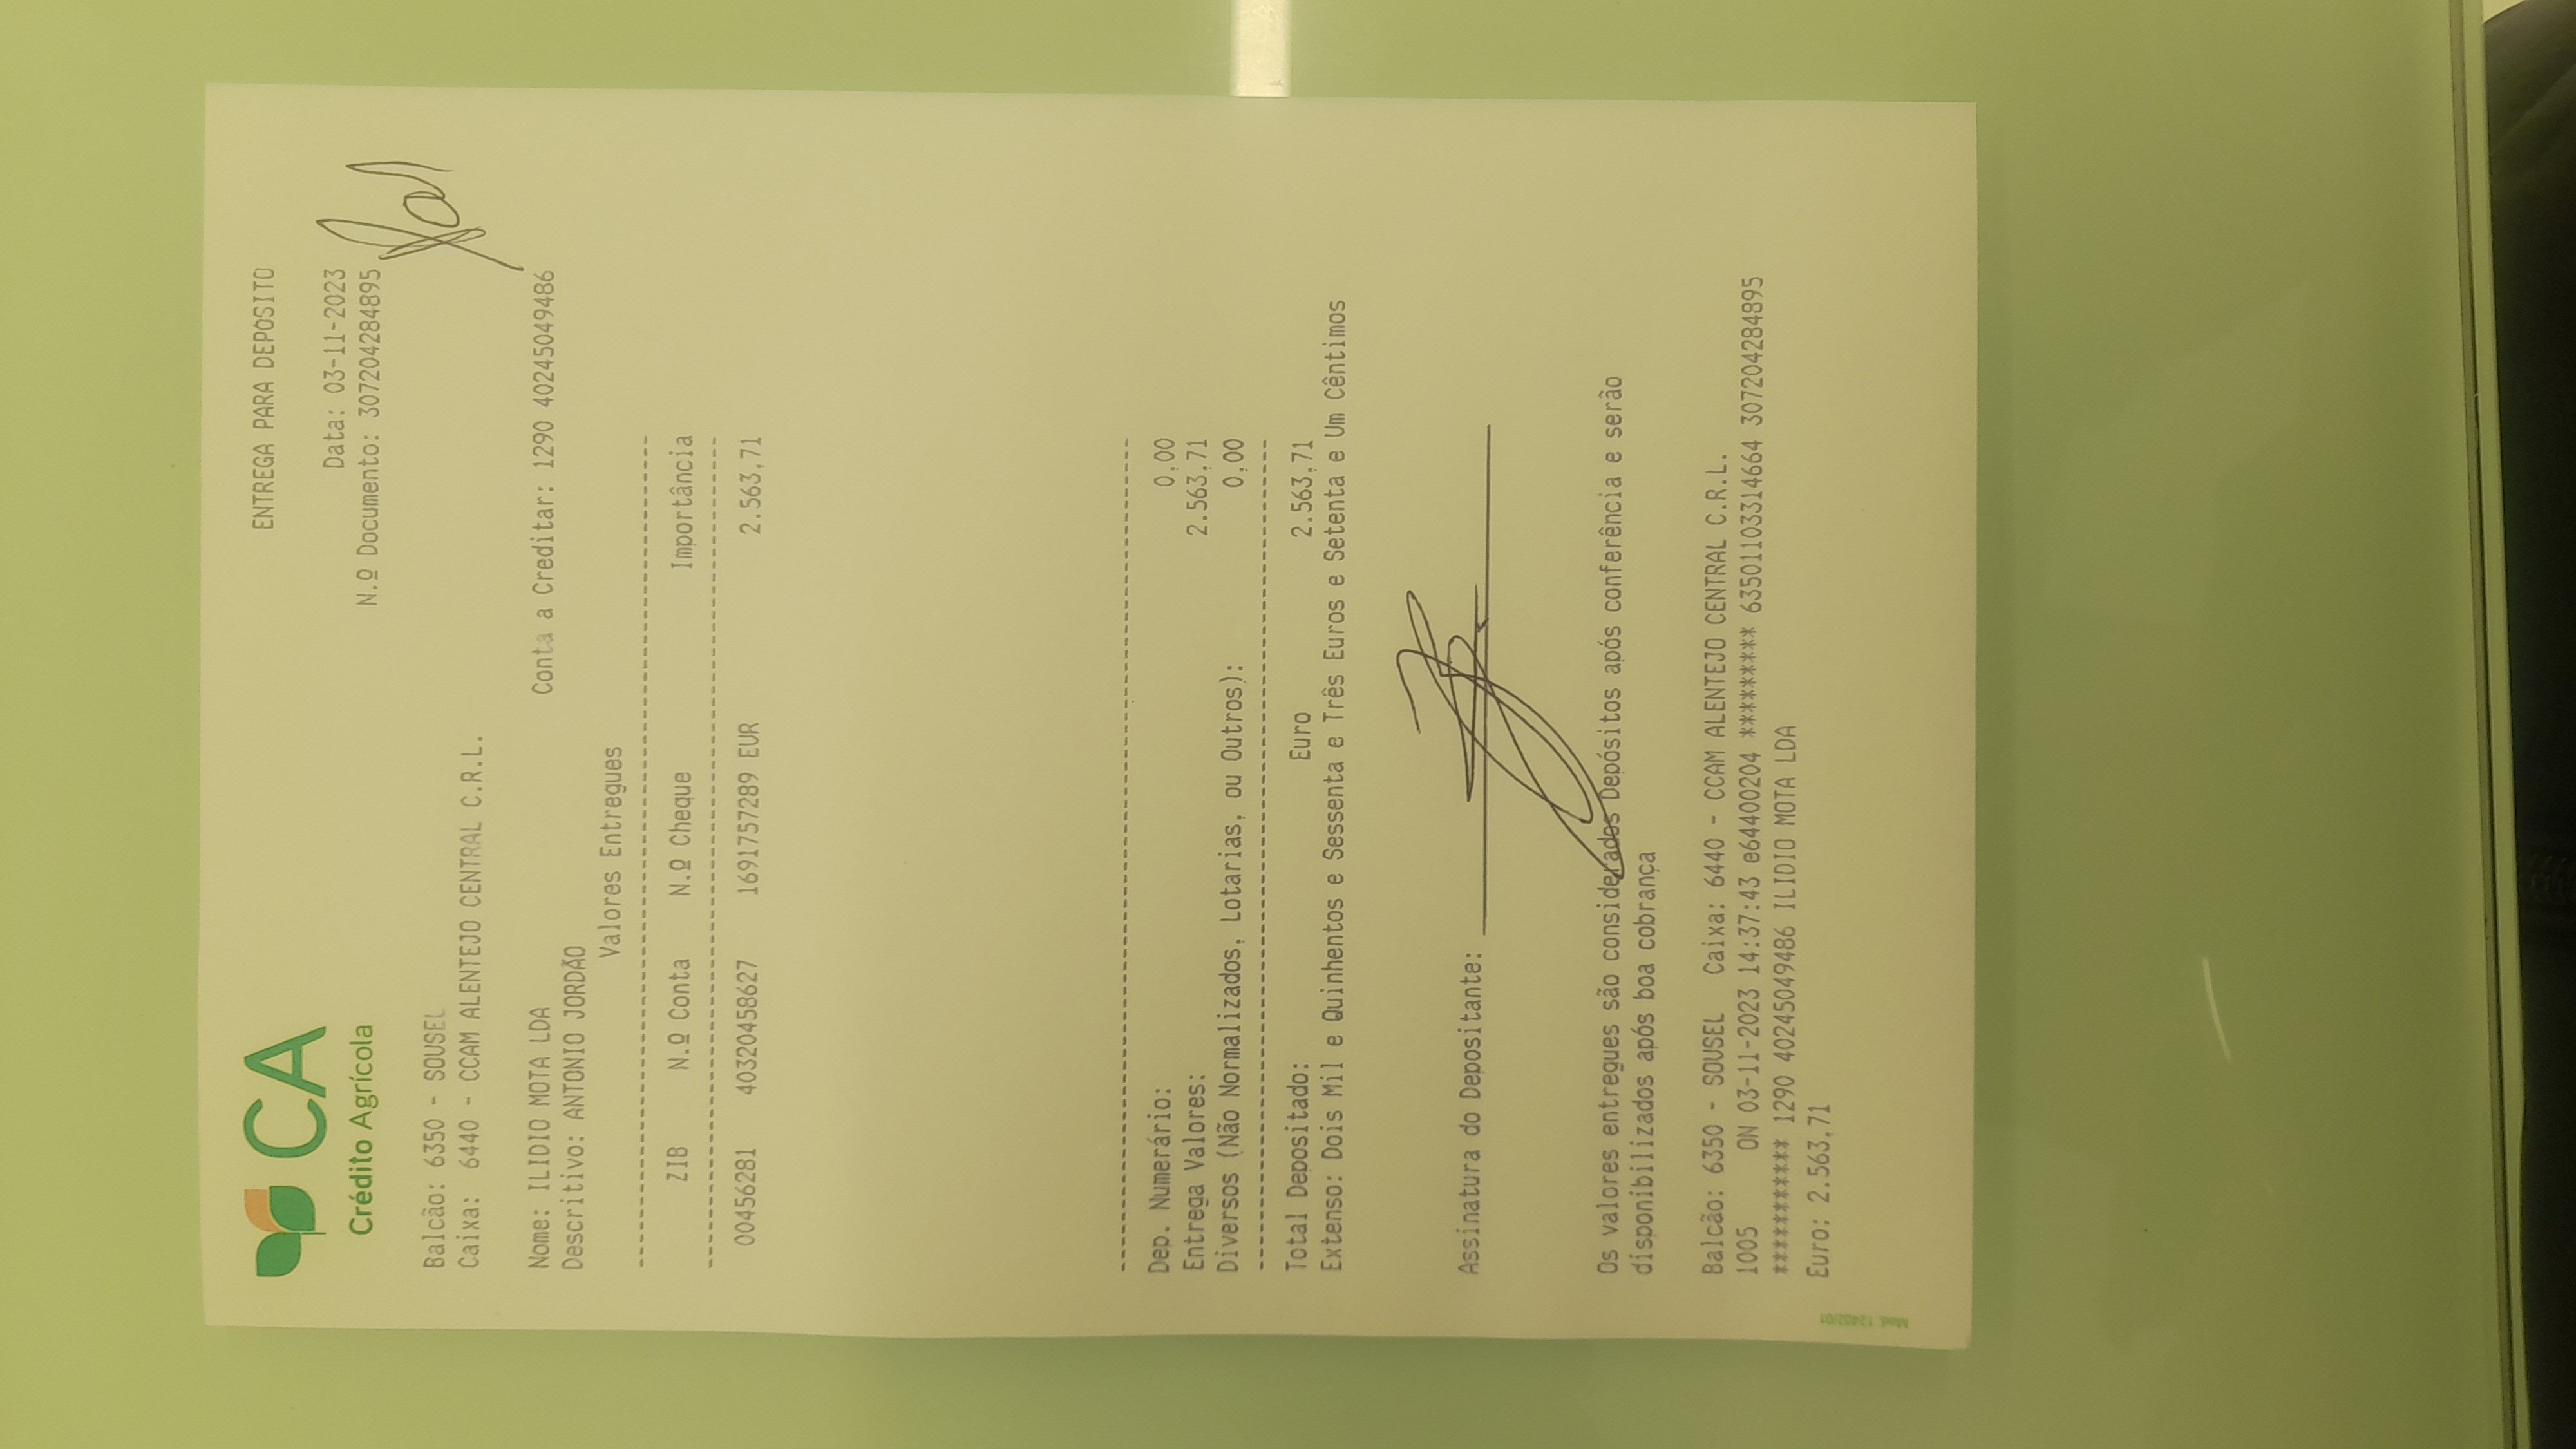 CA
Crédito Agrícola
ENTREGA PARA DEPOSITO
Data: 03-11-2023
N.º Documento: 307204284895
Balcão: 6350 - SOUSEL
Caixa: 6440 - CCAM ALENTEJO CENTRAL C.R.L.
Nome: ILIDIO MOTA LDA
Conta a Creditar: 1290 40245049486
Descritivo: ANTONIO JORDÃO
Valores Entregues
ZIB N.º Conta N.º Cheque Importância
00456281 40320458627 1691757289 EUR 2.563,71
Dep. Numerário: 0,00
Entrega Valores: 2.563,71
Diversos (Não Normalizados, Lotarias, ou Outros): 0,00
Total Depositado: Euro 2.563,71
Extenso: Dois Mil e Quinhentos e Sessenta e Três Euros e Setenta e Um Cêntimos
Assinatura do Depositante:
Os valores entregues são considerados Depósitos após conferência e serão
disponibilizados após boa cobrança
Balcão: 6350 - SOUSEL Caixa: 6440 - CCAM ALENTEJO CENTRAL C.R.L.
1005 ON 03-11-2023 14:37:43 e64400204 ********* 635011033314664 307204284895
*********** 1290 40245049486 ILIDIO MOTA LDA
Euro: 2.563,71
Mod. 12402/01